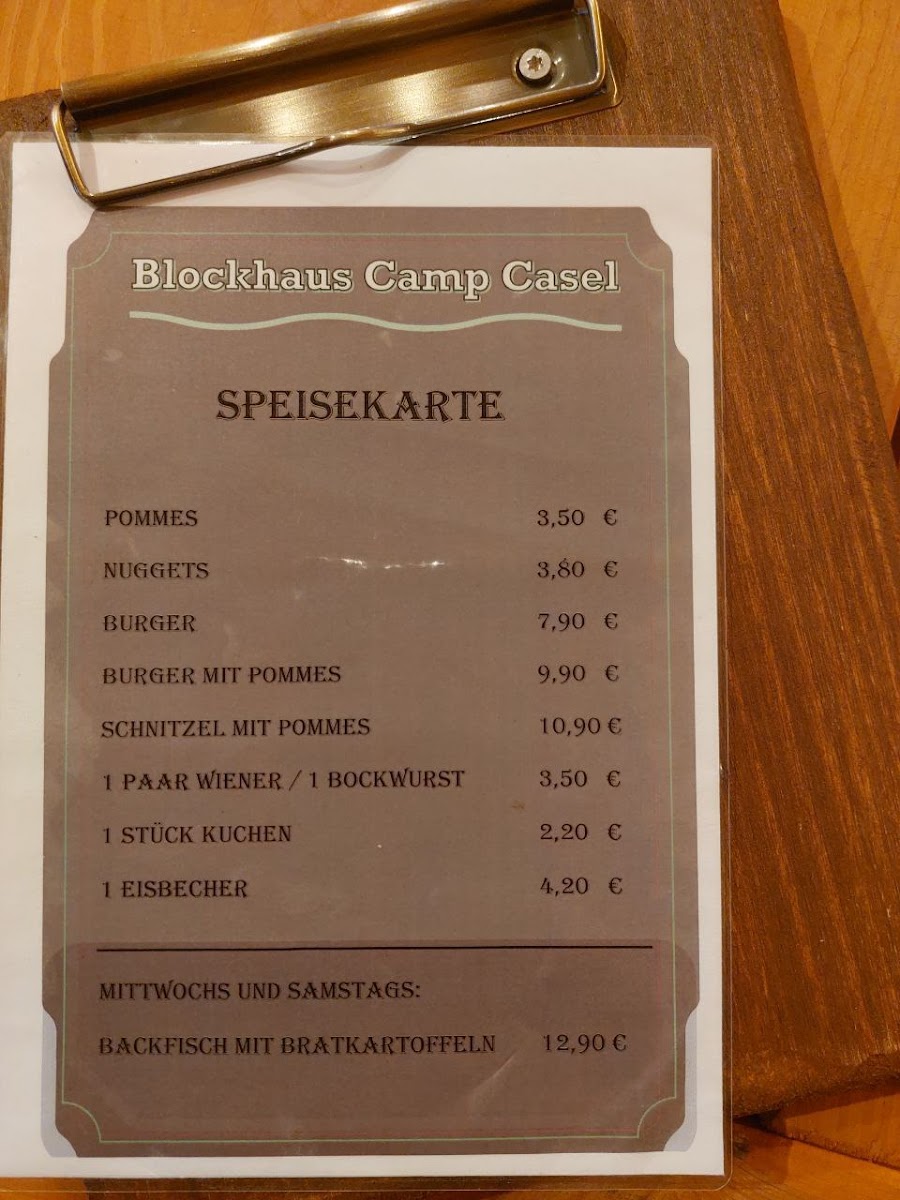 Blockhaus Camp Casel
SPEISEKARTE
POMMES 3,50 €
NUGGETS 3,80 €
BURGER 7,90 €
BURGER MIT POMMES 9,90 €
SCHNITZEL MIT POMMES 10,90 €
1 PAAR WIENER / 1 BOCKWURST 3,50 €
1 STÜCK KUCHEN 2,20 €
1 EISBECHER 4,20 €
MITTWOCHS UND SAMSTAGS:
BACKFISCH MIT BRATKARTOFFELN 12,90 €